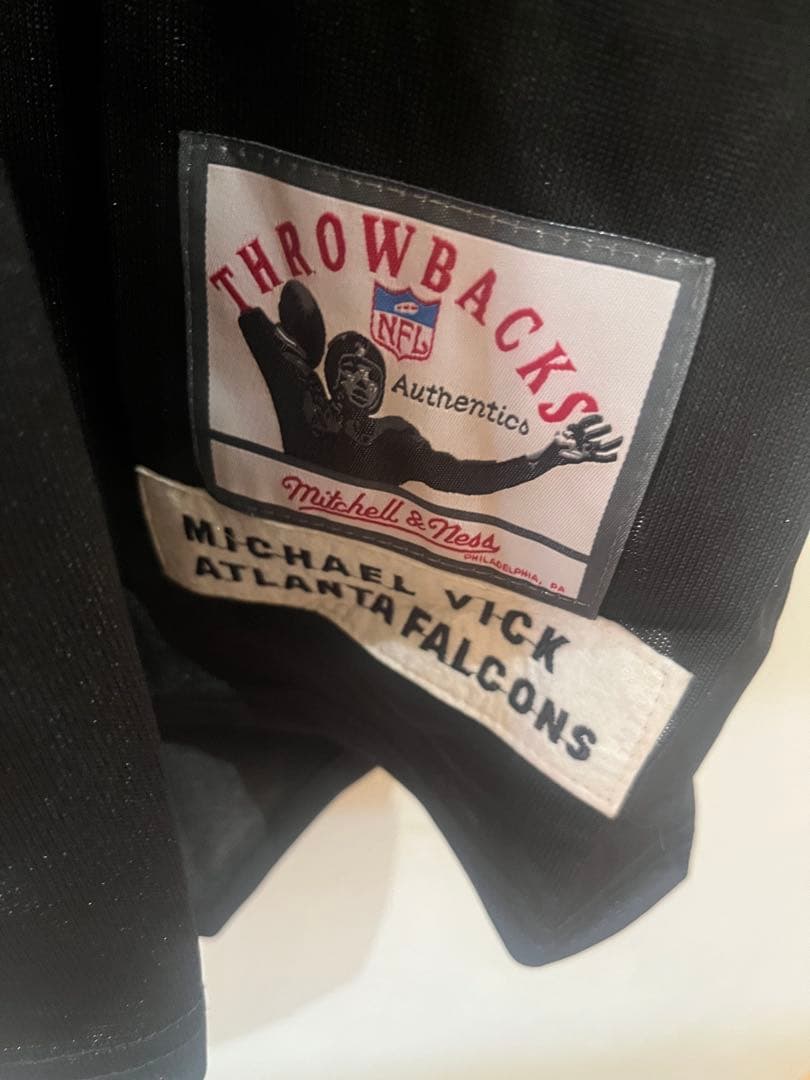 THROWBACKS
NFL
Authentics
Mitchell & Ness
PHILADELPHIA, PA
MICHAEL VICK
ATLANTA FALCONS